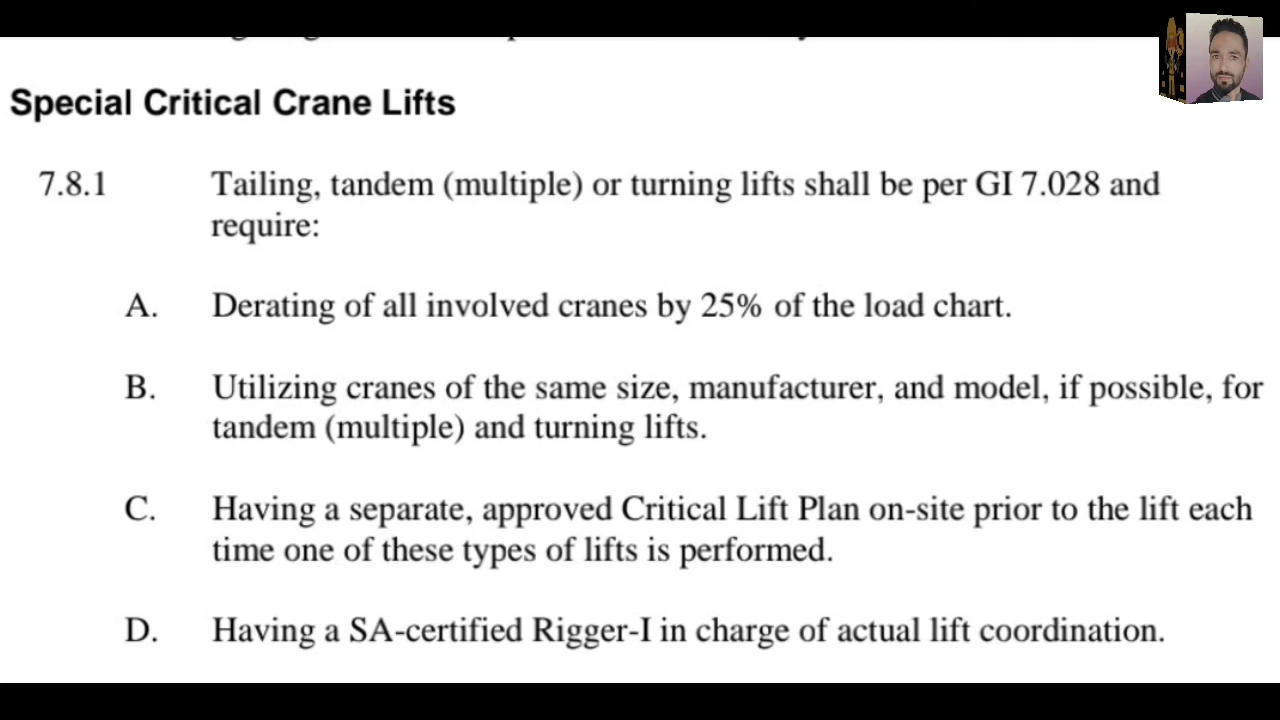 Special Critical Crane Lifts
7.8.1 Tailing, tandem (multiple) or turning lifts shall be per GI 7.028 and
require:
A. Derating of all involved cranes by 25% of the load chart.
B. Utilizing cranes of the same size, manufacturer, and model, if possible, for
tandem (multiple) and turning lifts.
C. Having a separate, approved Critical Lift Plan on-site prior to the lift each
time one of these types of lifts is performed.
D. Having a SA-certified Rigger-I in charge of actual lift coordination.